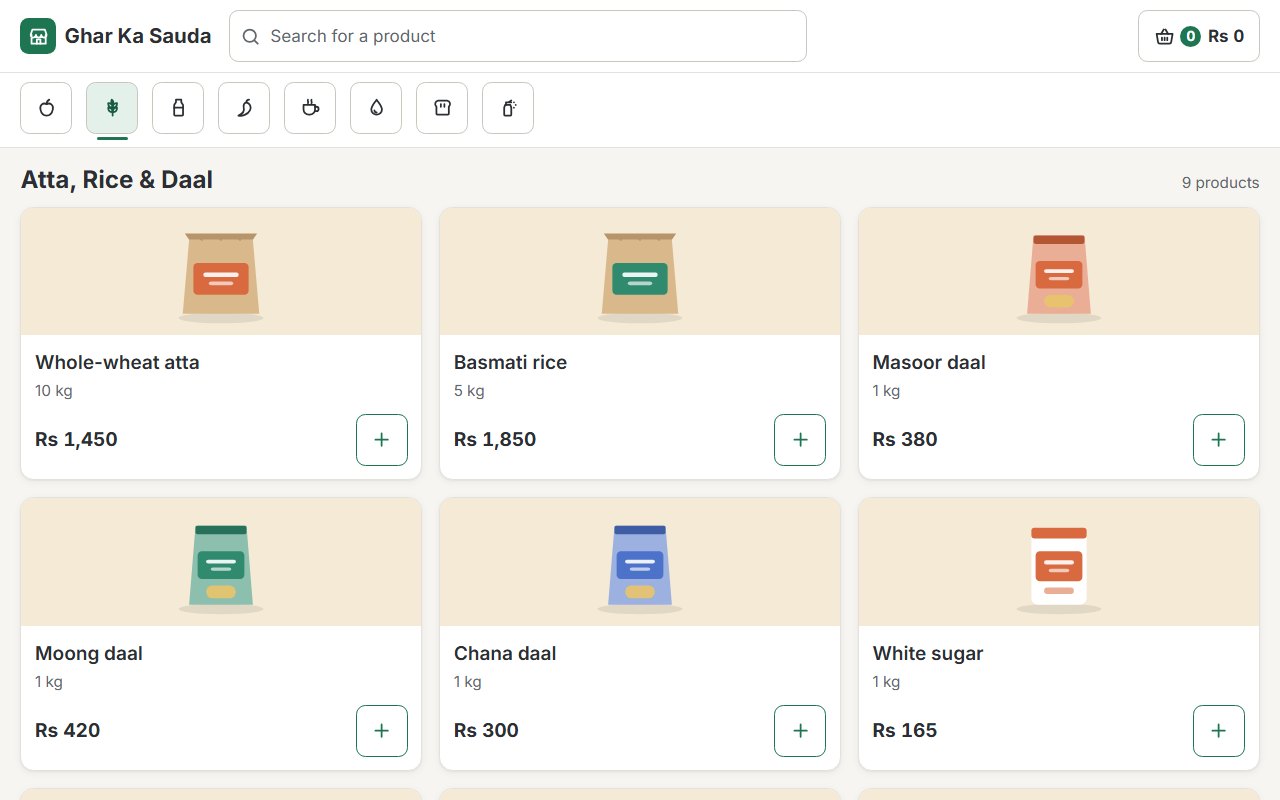 Ghar Ka Sauda
Search for a product
0 Rs 0
Atta, Rice & Daal
9 products
Whole-wheat atta
10 kg
Rs 1,450
Basmati rice
5 kg
Rs 1,850
Masoor daal
1 kg
Rs 380
Moong daal
1 kg
Rs 420
Chana daal
1 kg
Rs 300
White sugar
1 kg
Rs 165